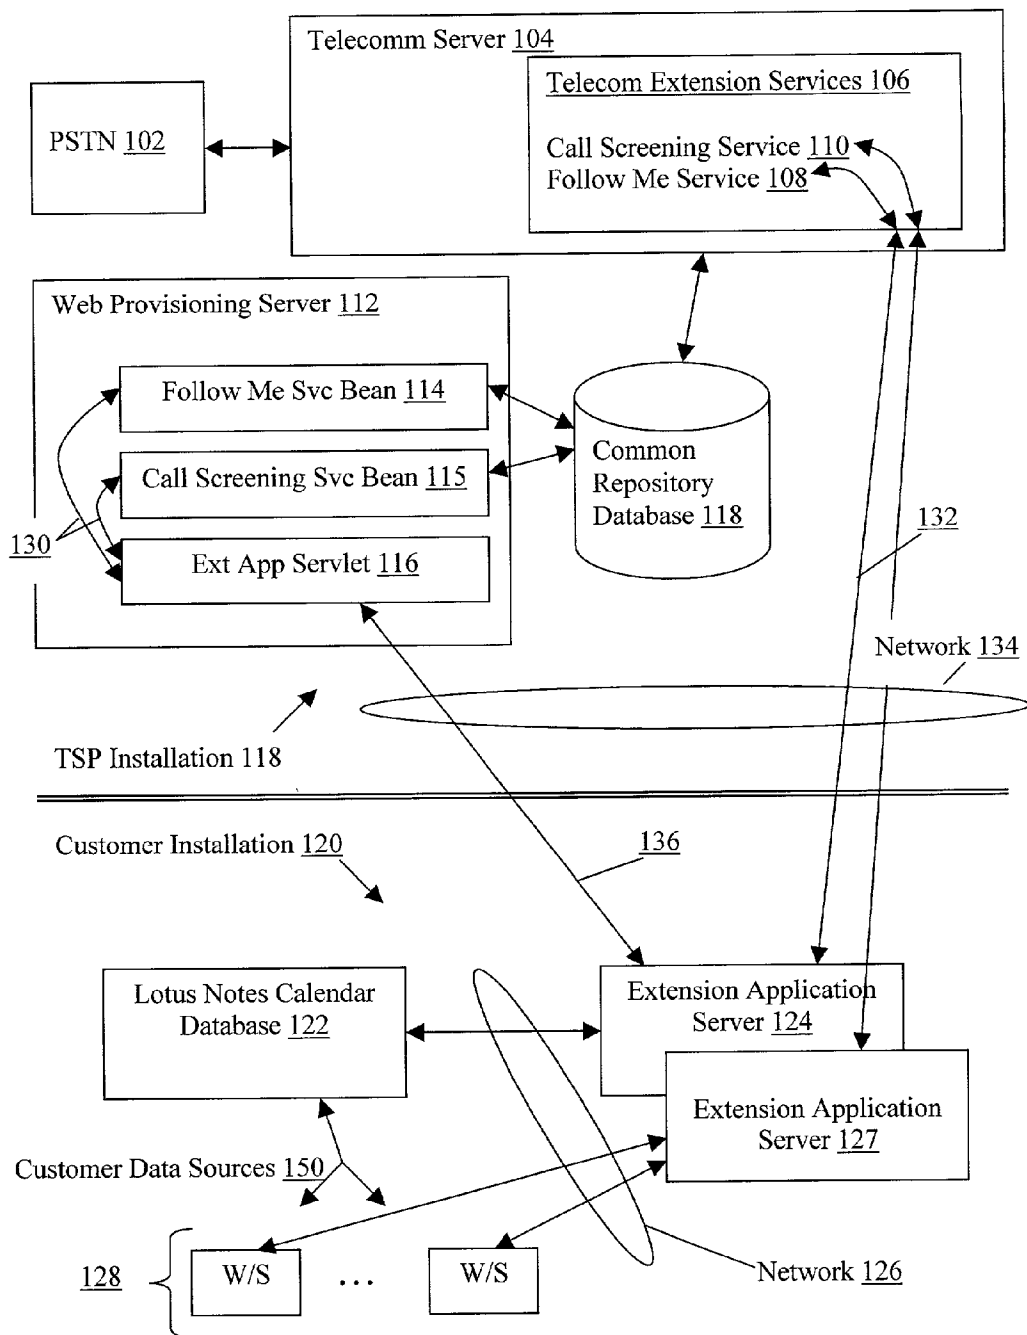 Telecomm Server 104
Telecom Extension Services 106
PSTN 102
Call Screening Service 110
Follow Me Service 108
Web Provisioning Server 112
Follow Me Svc Bean 114
Call Screening Svc Bean 115
Ext App Servlet 116
130
Common
Repository
Database 118
132
Network 134
TSP Installation 118
Customer Installation 120
136
Lotus Notes Calendar
Database 122
Extension Application
Server 124
Extension Application
Server 127
Customer Data Sources 150
128
W/S
...
W/S
Network 126